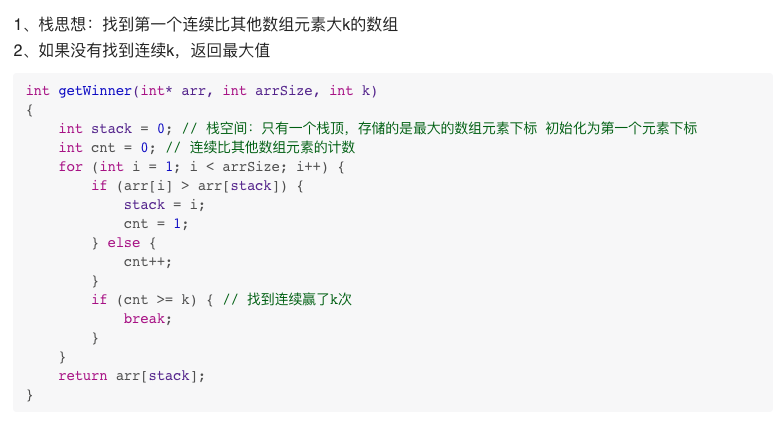 1、栈思想：找到第一个连续比其他数组元素大k的数组
2、如果没有找到连续k，返回最大值
int getWinner(int* arr, int arrSize, int k)
{
    int stack = 0; // 栈空间：只有一个栈顶，存储的是最大的数组元素下标 初始化为第一个元素下标
    int cnt = 0; // 连续比其他数组元素的计数
    for (int i = 1; i < arrSize; i++) {
        if (arr[i] > arr[stack]) {
            stack = i;
            cnt = 1;
        } else {
            cnt++;
        }
        if (cnt >= k) { // 找到连续赢了k次
            break;
        }
    }
    return arr[stack];
}